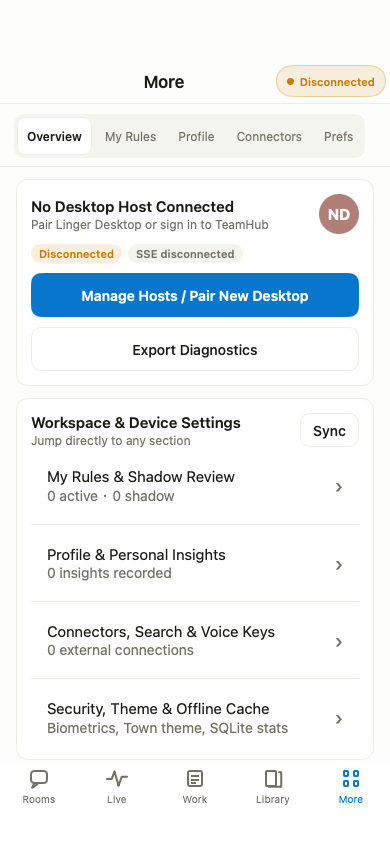 More
Disconnected
Overview
My Rules
Profile
Connectors
Prefs
No Desktop Host Connected
Pair Linger Desktop or sign in to TeamHub
ND
Disconnected
SSE disconnected
Manage Hosts / Pair New Desktop
Export Diagnostics
Workspace & Device Settings
Jump directly to any section
Sync
My Rules & Shadow Review
0 active · 0 shadow
Profile & Personal Insights
0 insights recorded
Connectors, Search & Voice Keys
0 external connections
Security, Theme & Offline Cache
Biometrics, Town theme, SQLite stats
Rooms
Live
Work
Library
More